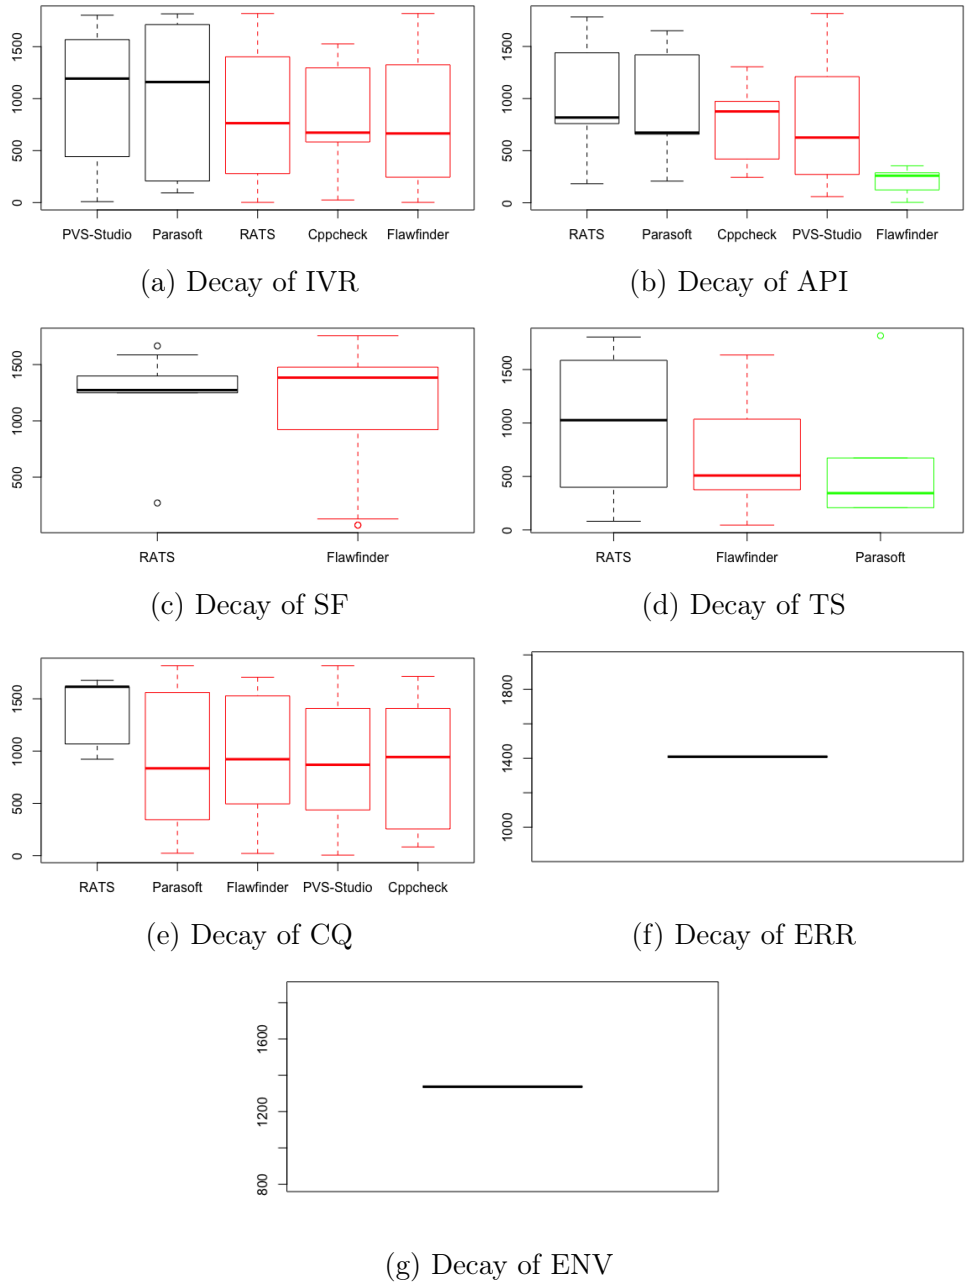 1500
1000
500
0
PVS-Studio Parasoft RATS Cppcheck Flawfinder
(a) Decay of IVR
1500
1000
500
0
RATS Parasoft Cppcheck PVS-Studio Flawfinder
(b) Decay of API
1500
1000
500
RATS Flawfinder
(c) Decay of SF
1500
1000
500
0
RATS Flawfinder Parasoft
(d) Decay of TS
1500
1000
500
0
RATS Parasoft Flawfinder PVS-Studio Cppcheck
(e) Decay of CQ
1800
1400
1000
(f) Decay of ERR
1600
1200
800
(g) Decay of ENV